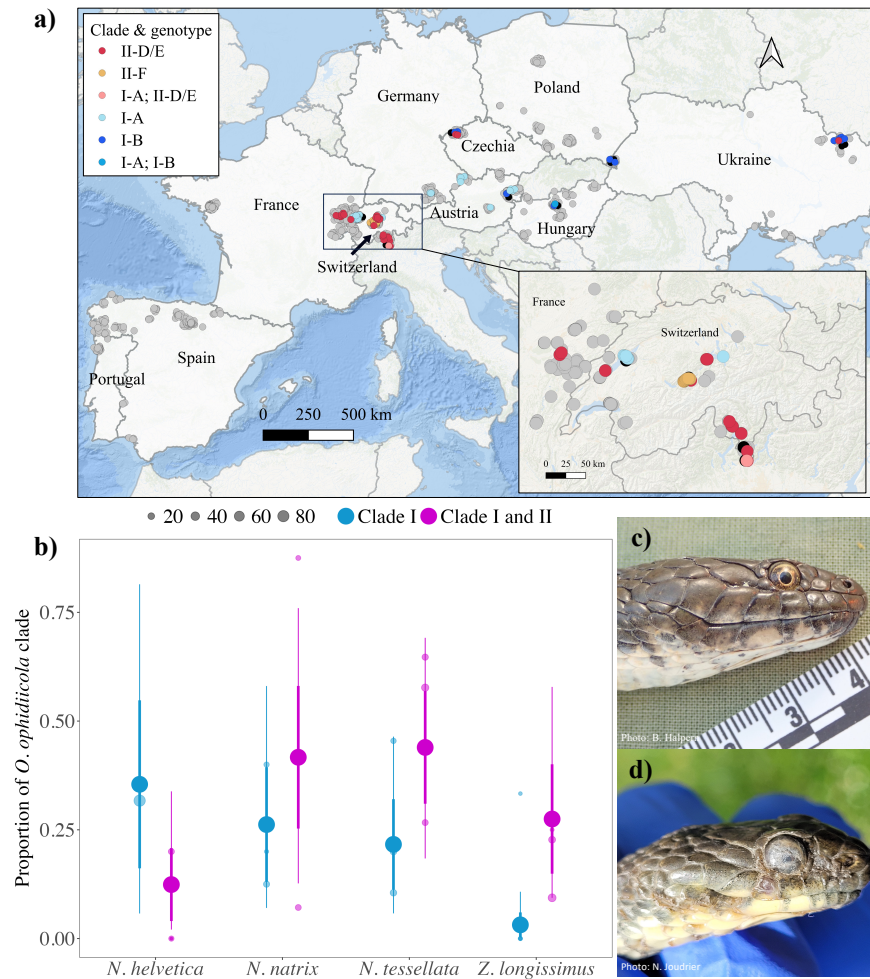 a)
Clade & genotype
II-D/E
II-F
I-A; II-D/E
I-A
I-B
I-A; I-B
Poland
Germany
Czechia
Ukraine
France
Austria
Hungary
Switzerland
Spain
Portugal
0 250 500 km
France
Switzerland
0 25 50 km
20 40 60 80 Clade I Clade I and II
b)
Proportion of O. ophidiicola clade
0.75
0.50
0.25
0.00
N. helvetica N. natrix N. tessellata Z. longissimus
c)
3
4
Photo: B. Halpern
d)
Photo: N. Joudrier